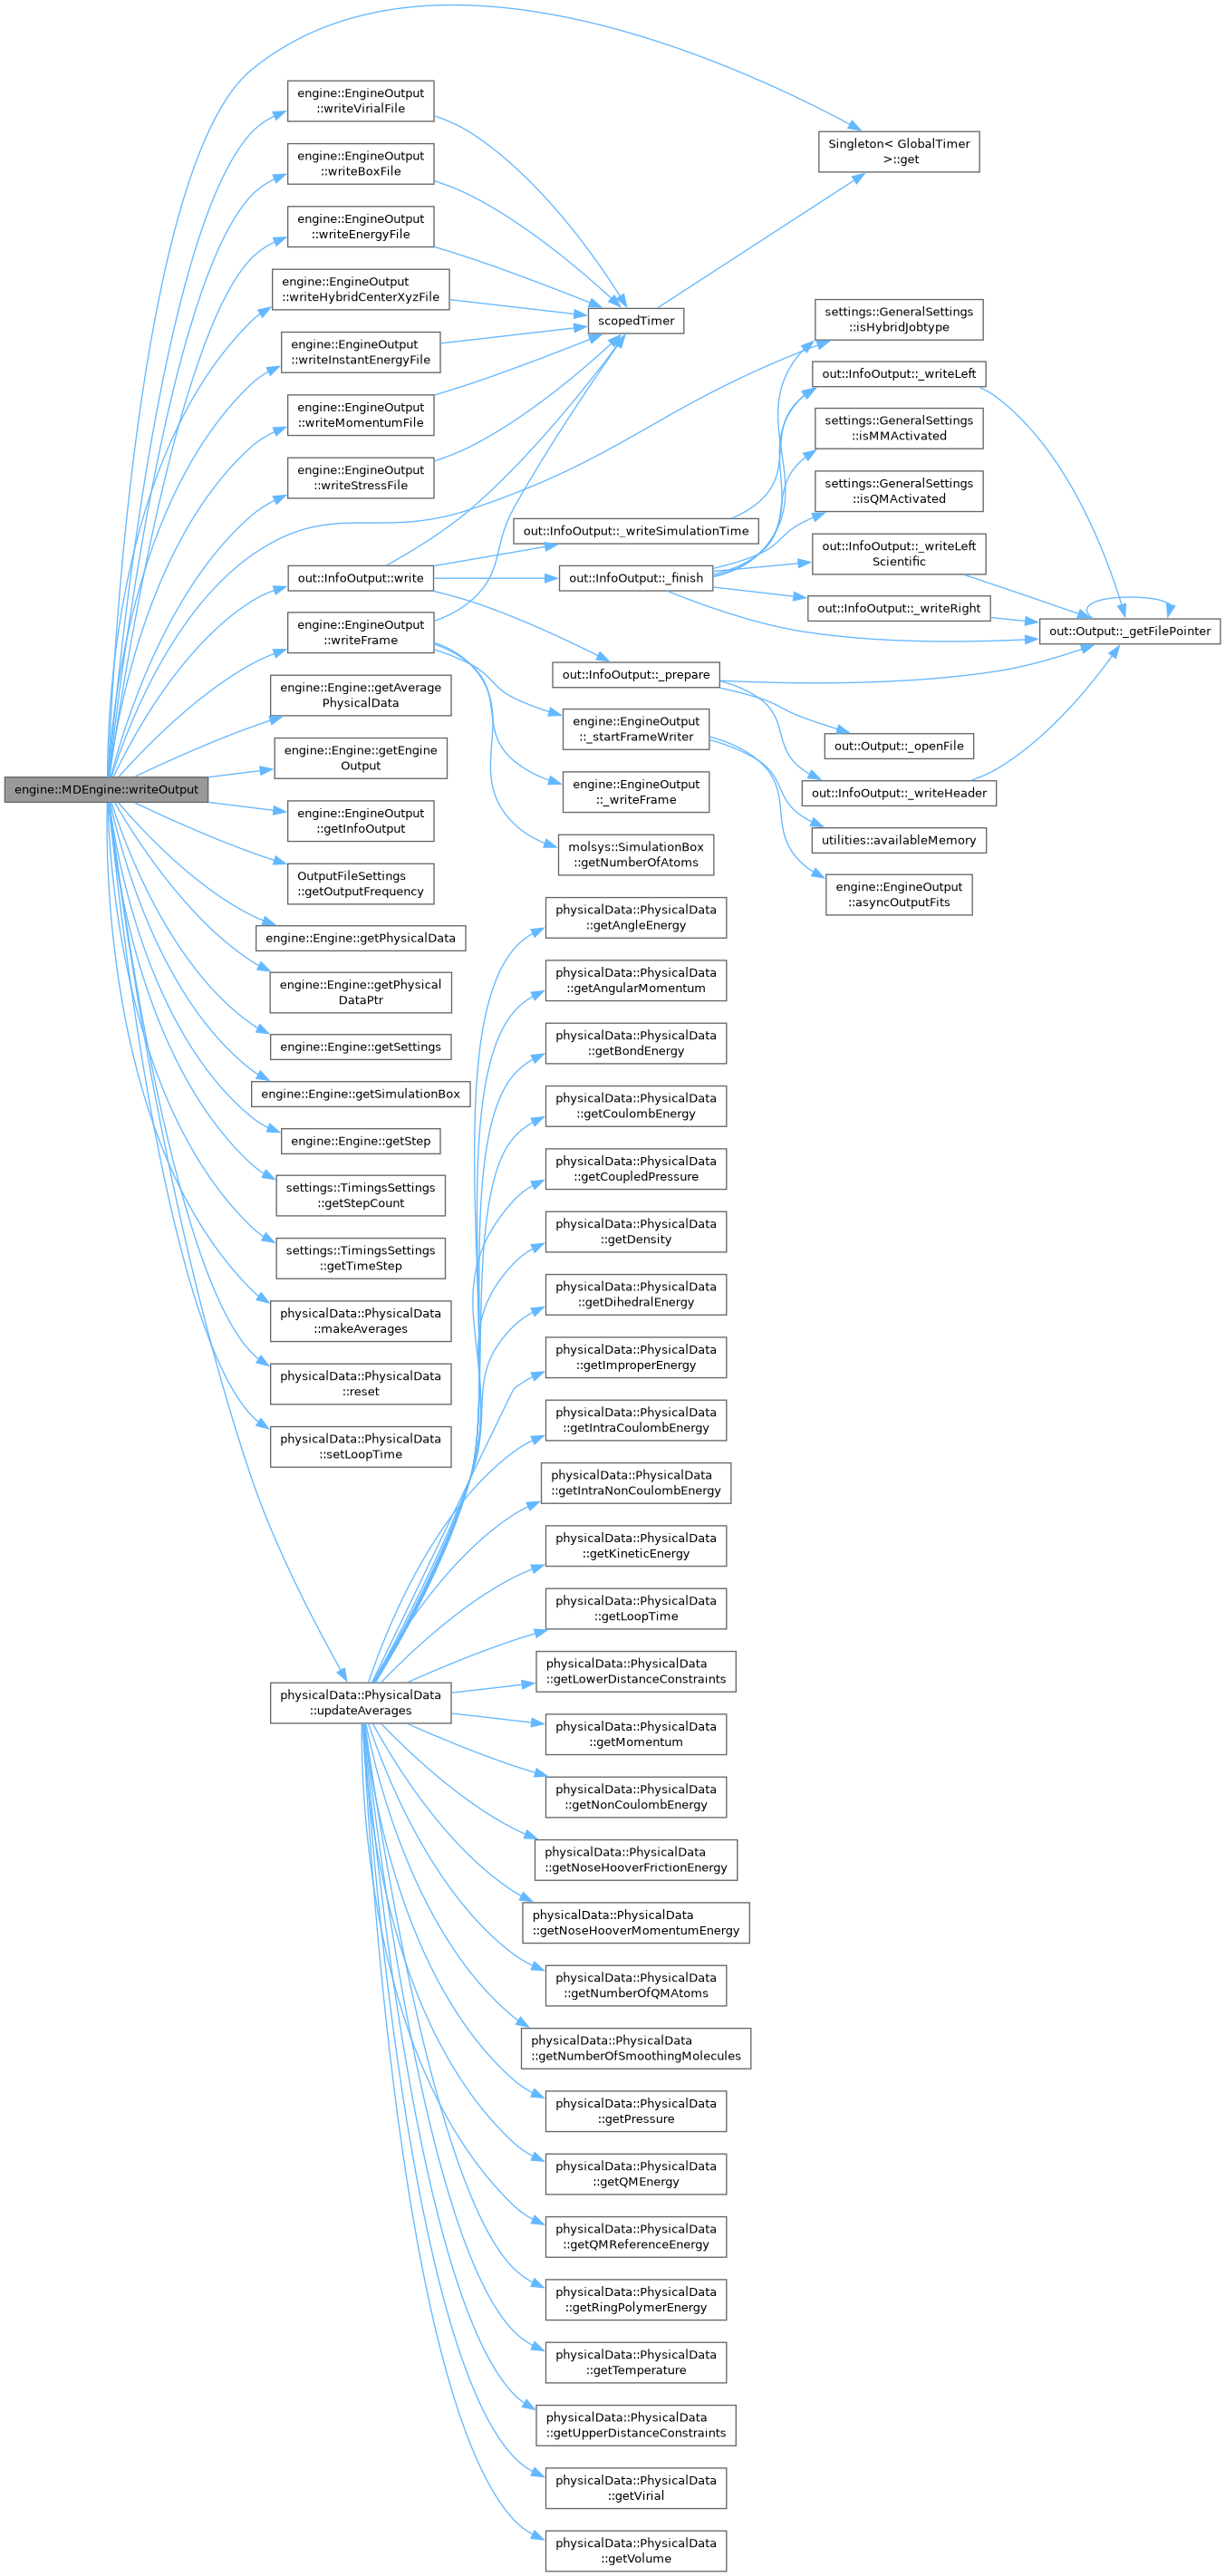 engine::MDEngine::writeOutput
engine::EngineOutput
::writeVirialFile
engine::EngineOutput
::writeBoxFile
engine::EngineOutput
::writeEnergyFile
engine::EngineOutput
::writeHybridCenterXyzFile
engine::EngineOutput
::writeInstantEnergyFile
engine::EngineOutput
::writeMomentumFile
engine::EngineOutput
::writeStressFile
out::InfoOutput::write
engine::EngineOutput
::writeFrame
engine::Engine::getAverage
PhysicalData
engine::Engine::getEngine
Output
engine::EngineOutput
::getInfoOutput
OutputFileSettings
::getOutputFrequency
engine::Engine::getPhysicalData
engine::Engine::getPhysical
DataPtr
engine::Engine::getSettings
engine::Engine::getSimulationBox
engine::Engine::getStep
settings::TimingsSettings
::getStepCount
settings::TimingsSettings
::getTimeStep
physicalData::PhysicalData
::makeAverages
physicalData::PhysicalData
::reset
physicalData::PhysicalData
::setLoopTime
physicalData::PhysicalData
::updateAverages
scopedTimer
out::InfoOutput::_writeSimulationTime
out::InfoOutput::_finish
out::InfoOutput::_prepare
engine::EngineOutput
::_startFrameWriter
engine::EngineOutput
::_writeFrame
molsys::SimulationBox
::getNumberOfAtoms
physicalData::PhysicalData
::getAngleEnergy
physicalData::PhysicalData
::getAngularMomentum
physicalData::PhysicalData
::getBondEnergy
physicalData::PhysicalData
::getCoulombEnergy
physicalData::PhysicalData
::getCoupledPressure
physicalData::PhysicalData
::getDensity
physicalData::PhysicalData
::getDihedralEnergy
physicalData::PhysicalData
::getImproperEnergy
physicalData::PhysicalData
::getIntraCoulombEnergy
physicalData::PhysicalData
::getIntraNonCoulombEnergy
physicalData::PhysicalData
::getKineticEnergy
physicalData::PhysicalData
::getLoopTime
physicalData::PhysicalData
::getLowerDistanceConstraints
physicalData::PhysicalData
::getMomentum
physicalData::PhysicalData
::getNonCoulombEnergy
physicalData::PhysicalData
::getNoseHooverFrictionEnergy
physicalData::PhysicalData
::getNoseHooverMomentumEnergy
physicalData::PhysicalData
::getNumberOfQMAtoms
physicalData::PhysicalData
::getNumberOfSmoothingMolecules
physicalData::PhysicalData
::getPressure
physicalData::PhysicalData
::getQMEnergy
physicalData::PhysicalData
::getQMReferenceEnergy
physicalData::PhysicalData
::getRingPolymerEnergy
physicalData::PhysicalData
::getTemperature
physicalData::PhysicalData
::getUpperDistanceConstraints
physicalData::PhysicalData
::getVirial
physicalData::PhysicalData
::getVolume
Singleton< GlobalTimer
>::get
settings::GeneralSettings
::isHybridJobtype
out::InfoOutput::_writeLeft
settings::GeneralSettings
::isMMActivated
settings::GeneralSettings
::isQMActivated
out::InfoOutput::_writeLeft
Scientific
out::InfoOutput::_writeRight
out::Output::_openFile
out::InfoOutput::_writeHeader
utilities::availableMemory
engine::EngineOutput
::asyncOutputFits
out::Output::_getFilePointer